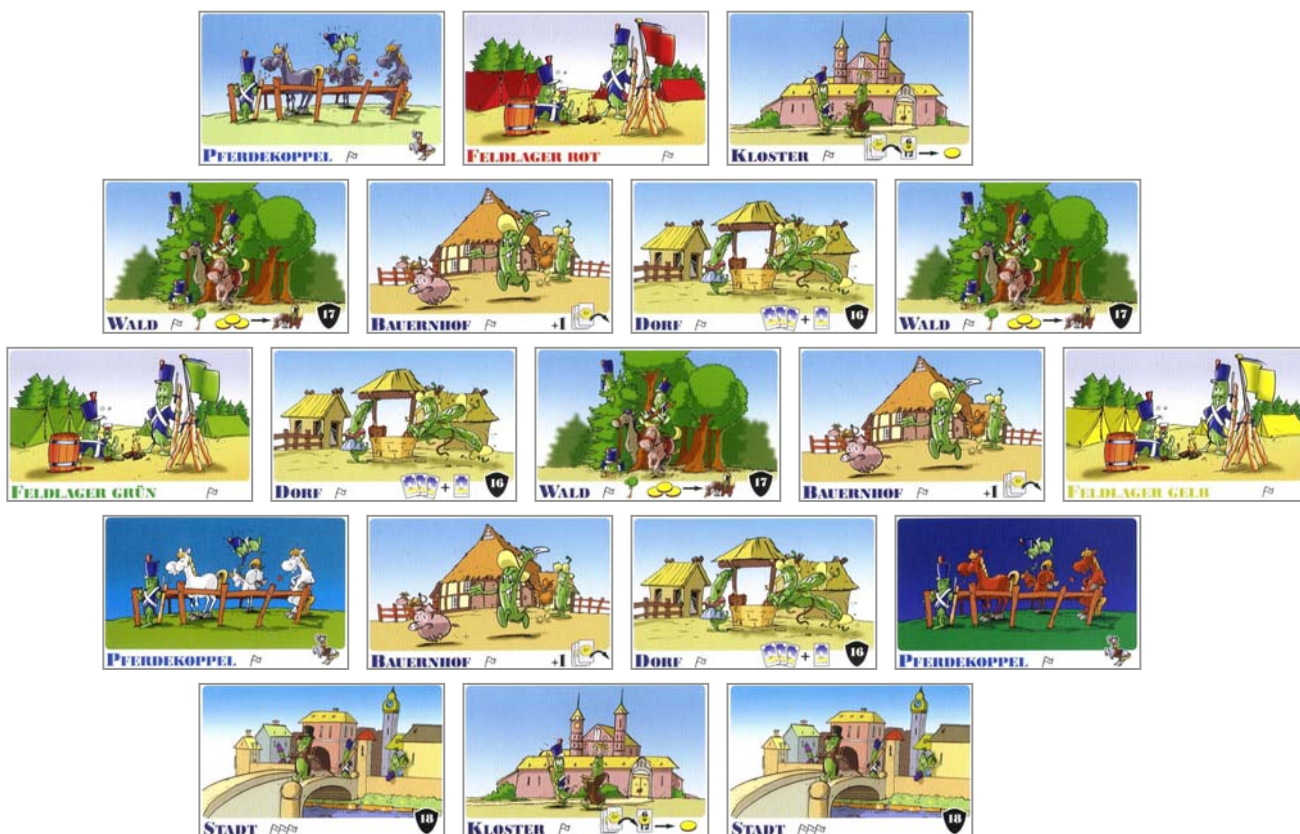 PFERDEKOPPEL
FELDLAGER ROT
KLOSTER
WALD 17
BAUERNHOF +1
DORF + 16
WALD 17
FELDLAGER GRÜN
DORF + 16
WALD 17
BAUERNHOF +1
FELDLAGER GELB
PFERDEKOPPEL
BAUERNHOF +1
DORF + 16
PFERDEKOPPEL
STADT 18
KLOSTER
STADT 18